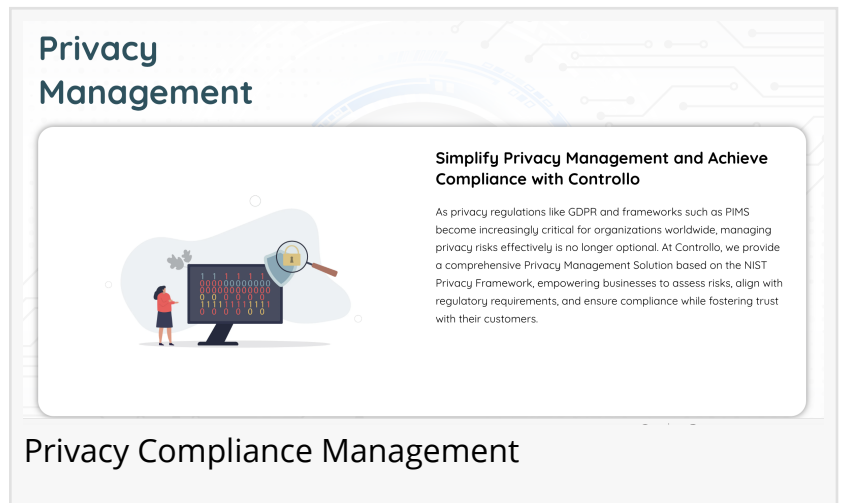 Privacy
Management
Simplify Privacy Management and Achieve
Compliance with Controllo
As privacy regulations like GDPR and frameworks such as PIMS
become increasingly critical for organizations worldwide, managing
privacy risks effectively is no longer optional. At Controllo, we provide
a comprehensive Privacy Management Solution based on the NIST
Privacy Framework, empowering businesses to assess risks, align with
regulatory requirements, and ensure compliance while fostering trust
with their customers.
Privacy Compliance Management